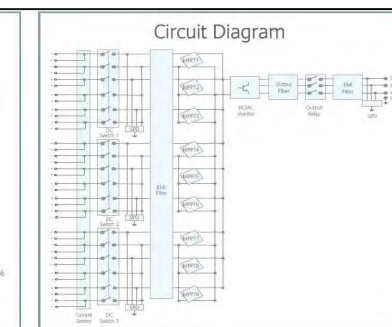 Circuit Diagram
MPPT1
MPPT2
MPPT3
DC
Switch 1
SPD
MPPT4
MPPT5
MPPT6
DC
Switch 2
SPD
EMI
Filter
MPPT7
MPPT8
MPPT9
SPD
Current
Sensor
DC
Switch 3
DC/AC
Inverter
Output
Filter
Output
Relay
EMI
Filter
SPD